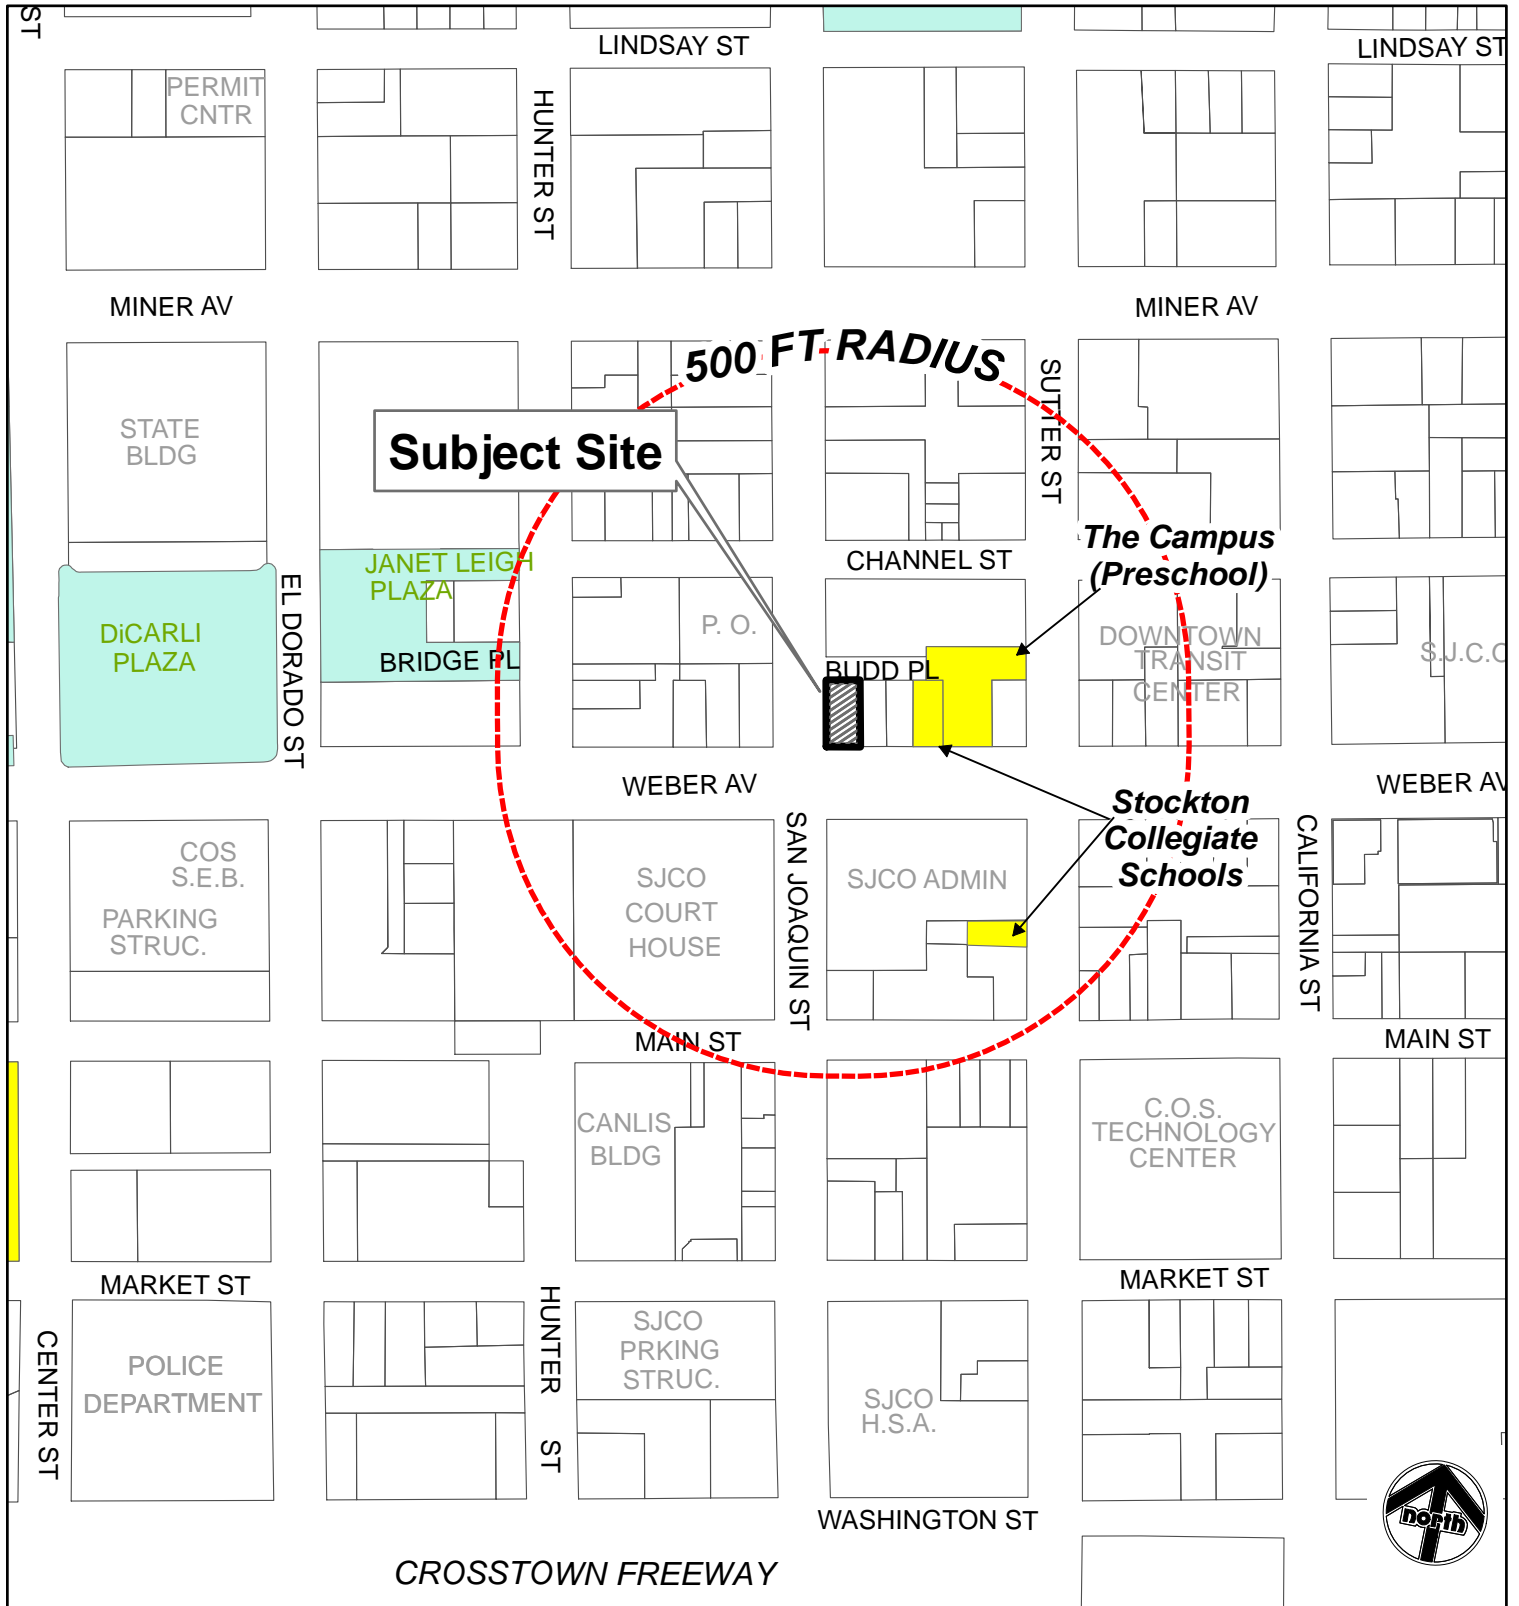 ST
LINDSAY ST
LINDSAY ST
PERMIT
CNTR
HUNTER ST
MINER AV
MINER AV
500 FT RADIUS
SUTTER ST
STATE
BLDG
Subject Site
The Campus
(Preschool)
CHANNEL ST
JANET LEIGH
PLAZA
EL DORADO ST
DiCARLI
PLAZA
P. O.
DOWNTOWN
TRANSIT
CENTER
S.J.C.O
BRIDGE PL
BUDD PL
WEBER AV
WEBER AV
Stockton
Collegiate
Schools
SAN JOAQUIN ST
CALIFORNIA ST
COS
S.E.B.
PARKING
STRUC.
SJCO
COURT
HOUSE
SJCO ADMIN
MAIN ST
MAIN ST
CANLIS
BLDG
C.O.S.
TECHNOLOGY
CENTER
MARKET ST
MARKET ST
CENTER ST
HUNTER ST
POLICE
DEPARTMENT
SJCO
PRKING
STRUC.
SJCO
H.S.A.
north
WASHINGTON ST
CROSSTOWN FREEWAY